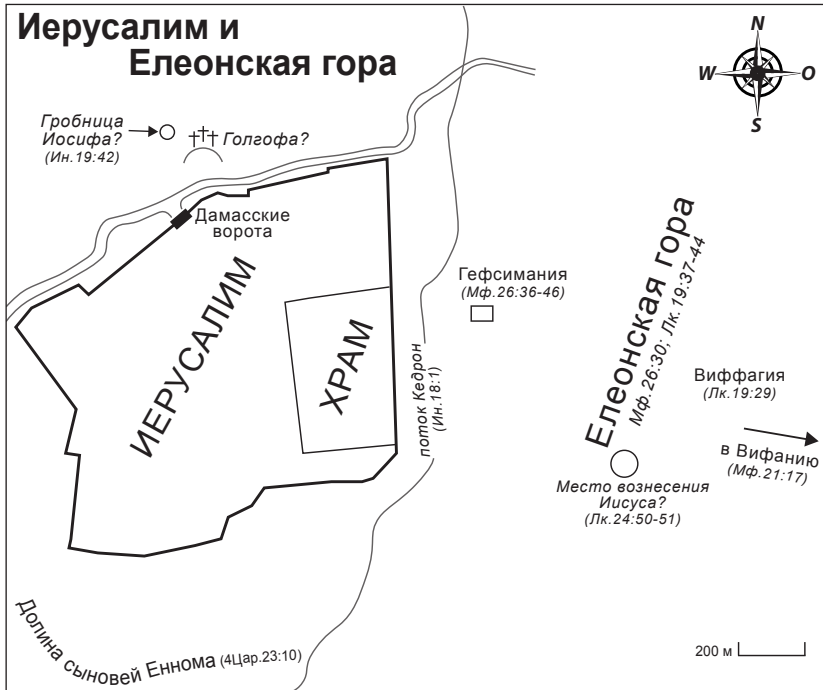 Иерусалим и
Елеонская гора
N
W
O
S
Гробница
Иосифа?
(Ин.19:42)
Голгофа?
Дамасские
ворота
ИЕРУСАЛИМ
ХРАМ
поток Кедрон
(Ин.18:1)
Гефсимания
(Мф.26:36-46)
Елеонская гора
Мф.26:30; Лк.19:37-44
Виффагия
(Лк.19:29)
в Вифанию
(Мф.21:17)
Место вознесения
Иисуса?
(Лк.24:50-51)
Долина сыновей Еннома (4Цар.23:10)
200 м